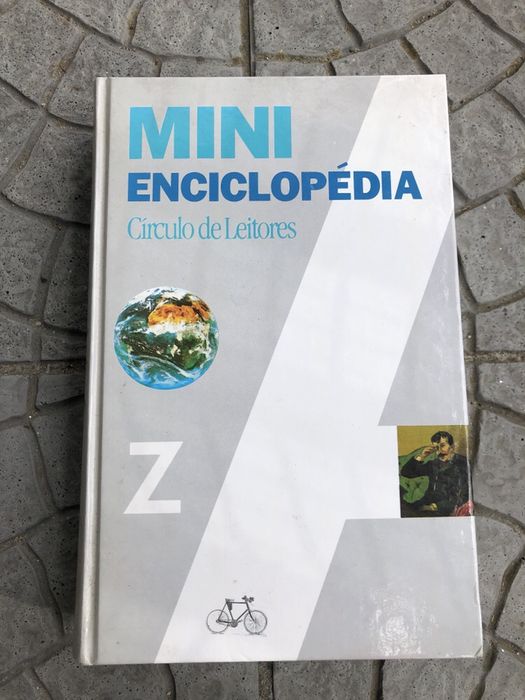 MINI
ENCICLOPÉDIA
Círculo de Leitores
Z
A